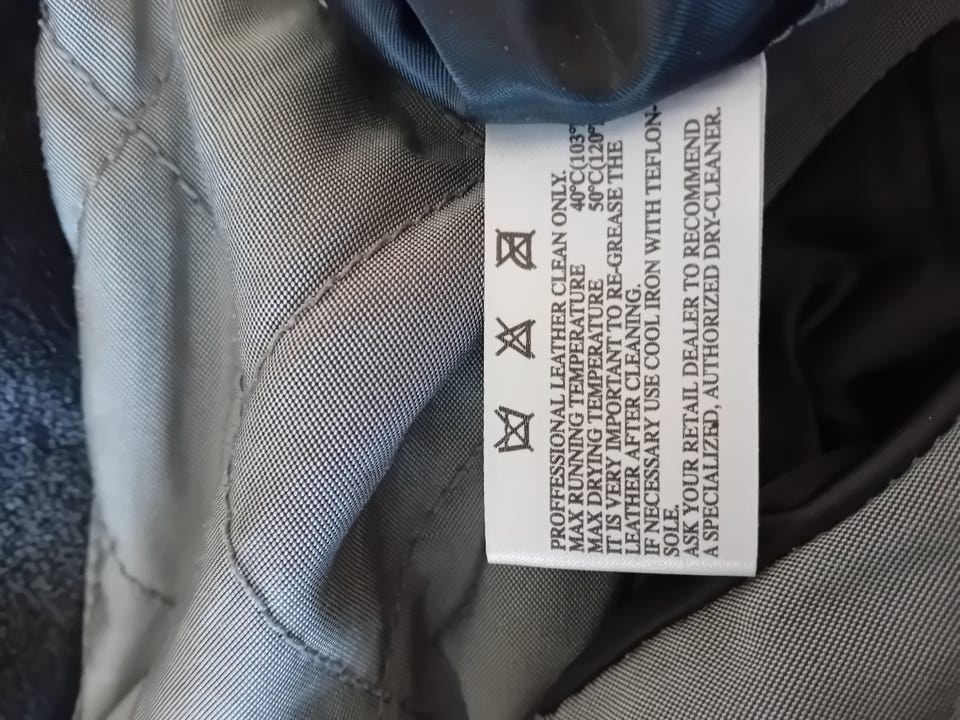 PROFFESSIONAL LEATHER CLEAN ONLY.
MAX RUNNING TEMPERATURE 40°C(103°
MAX DRYING TEMPERATURE 50°C(120°
IT IS VERY IMPORTANT TO RE-GREASE THE
LEATHER AFTER CLEANING.
IF NECESSARY USE COOL IRON WITH TEFLON-
SOLE.
ASK YOUR RETAIL DEALER TO RECOMMEND
A SPECIALIZED, AUTHORIZED DRY-CLEANER.